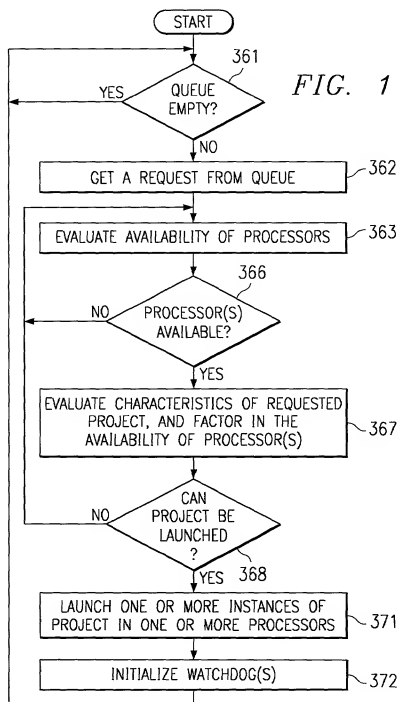 START
361
QUEUE
EMPTY?
YES
FIG. 1
NO
GET A REQUEST FROM QUEUE
362
EVALUATE AVAILABILITY OF PROCESSORS
363
366
NO
PROCESSOR(S)
AVAILABLE?
YES
EVALUATE CHARACTERISTICS OF REQUESTED
PROJECT, AND FACTOR IN THE
AVAILABILITY OF PROCESSOR(S)
367
CAN
PROJECT BE
LAUNCHED
?
NO
368
YES
LAUNCH ONE OR MORE INSTANCES OF
PROJECT IN ONE OR MORE PROCESSORS
371
INITIALIZE WATCHDOG(S)
372